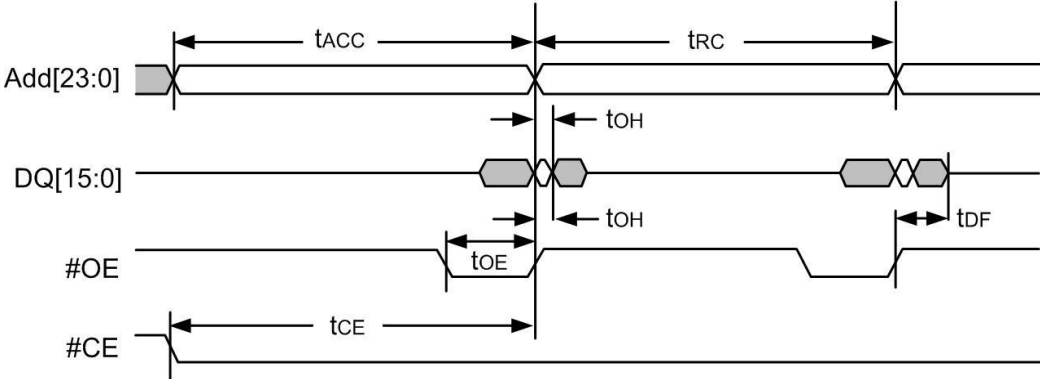 tACC
tRC
Add[23:0]
tOH
DQ[15:0]
tOH
tDF
#OE
tOE
#CE
tCE